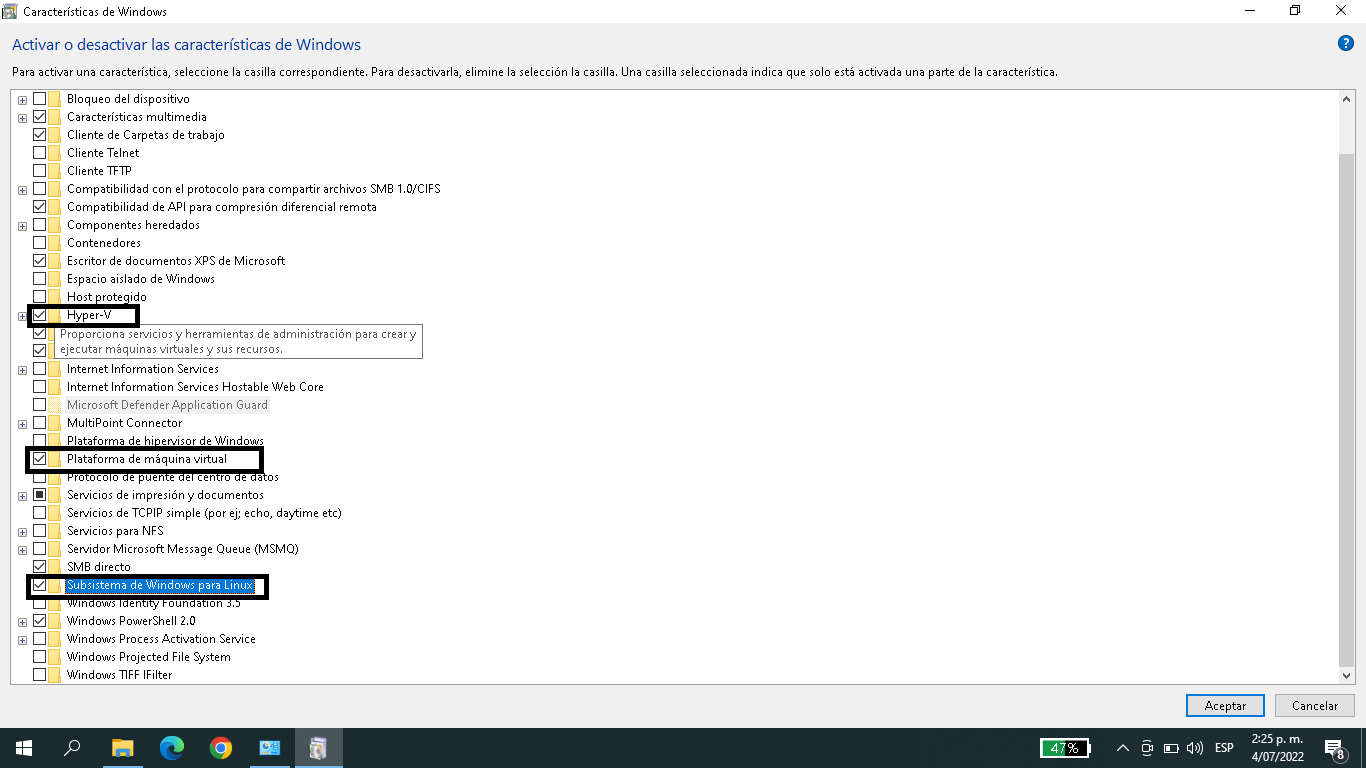 Características de Windows
Activar o desactivar las características de Windows
Para activar una característica, seleccione la casilla correspondiente. Para desactivarla, elimine la selección la casilla. Una casilla seleccionada indica que solo está activada una parte de la característica.
Bloqueo del dispositivo
Características multimedia
Cliente de Carpetas de trabajo
Cliente Telnet
Cliente TFTP
Compatibilidad con el protocolo para compartir archivos SMB 1.0/CIFS
Compatibilidad de API para compresión diferencial remota
Componentes heredados
Contenedores
Escritor de documentos XPS de Microsoft
Espacio aislado de Windows
Host protegido
Hyper-V
Proporciona servicios y herramientas de administración para crear y
ejecutar máquinas virtuales y sus recursos.
Internet Information Services
Internet Information Services Hostable Web Core
Microsoft Defender Application Guard
MultiPoint Connector
Plataforma de hipervisor de Windows
Plataforma de máquina virtual
Protocolo de puente del centro de datos
Servicios de impresión y documentos
Servicios de TCPIP simple (por ej; echo, daytime etc)
Servicios para NFS
Servidor Microsoft Message Queue (MSMQ)
SMB directo
Subsistema de Windows para Linux
Windows Identity Foundation 3.5
Windows PowerShell 2.0
Windows Process Activation Service
Windows Projected File System
Windows TIFF IFilter
Aceptar
Cancelar
47%
ESP
2:25 p. m.
4/07/2022
8